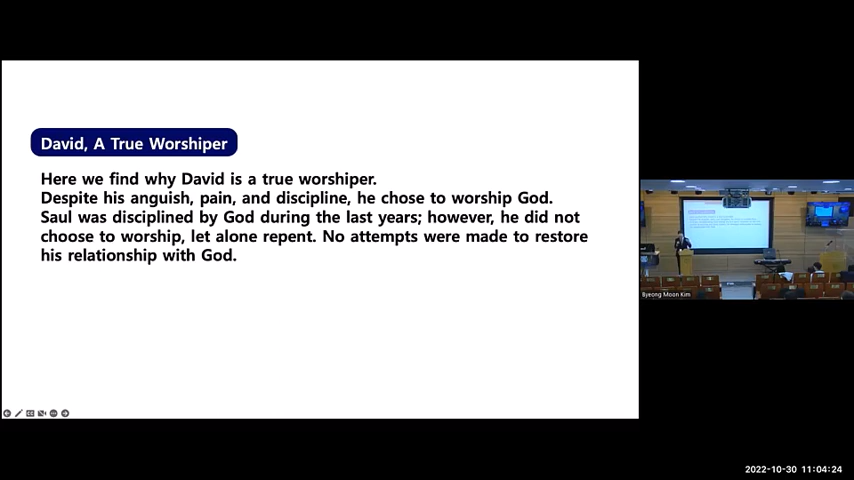 David, A True Worshiper
Here we find why David is a true worshiper.
Despite his anguish, pain, and discipline, he chose to worship God.
Saul was disciplined by God during the last years; however, he did not
choose to worship, let alone repent. No attempts were made to restore
his relationship with God.
Byeong Moon Kim
2022-10-30 11:04:24